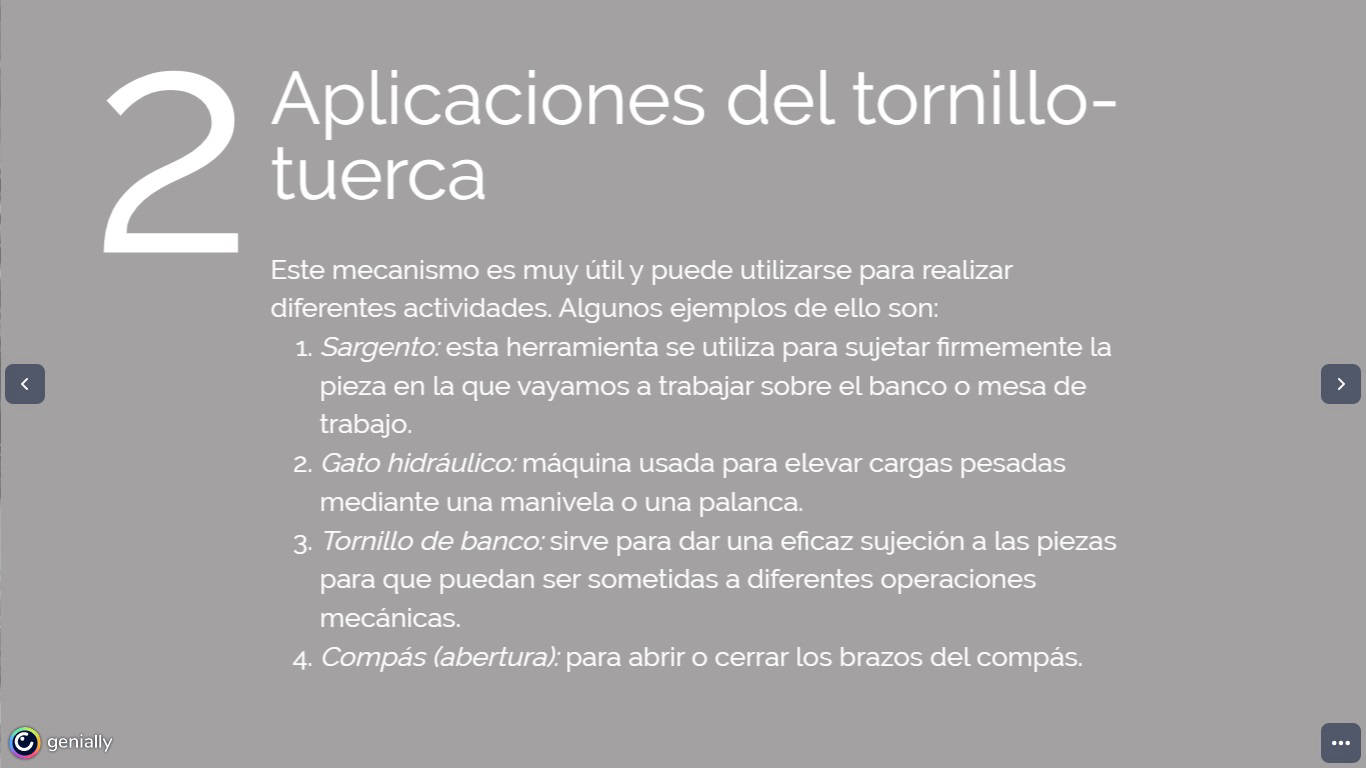 2
Aplicaciones del tornillo-
tuerca
Este mecanismo es muy útil y puede utilizarse para realizar
diferentes actividades. Algunos ejemplos de ello son:
1. Sargento: esta herramienta se utiliza para sujetar firmemente la
pieza en la que vayamos a trabajar sobre el banco o mesa de
trabajo.
2. Gato hidráulico: máquina usada para elevar cargas pesadas
mediante una manivela o una palanca.
3. Tornillo de banco: sirve para dar una eficaz sujeción a las piezas
para que puedan ser sometidas a diferentes operaciones
mecánicas.
4. Compás (abertura): para abrir o cerrar los brazos del compás.
genially